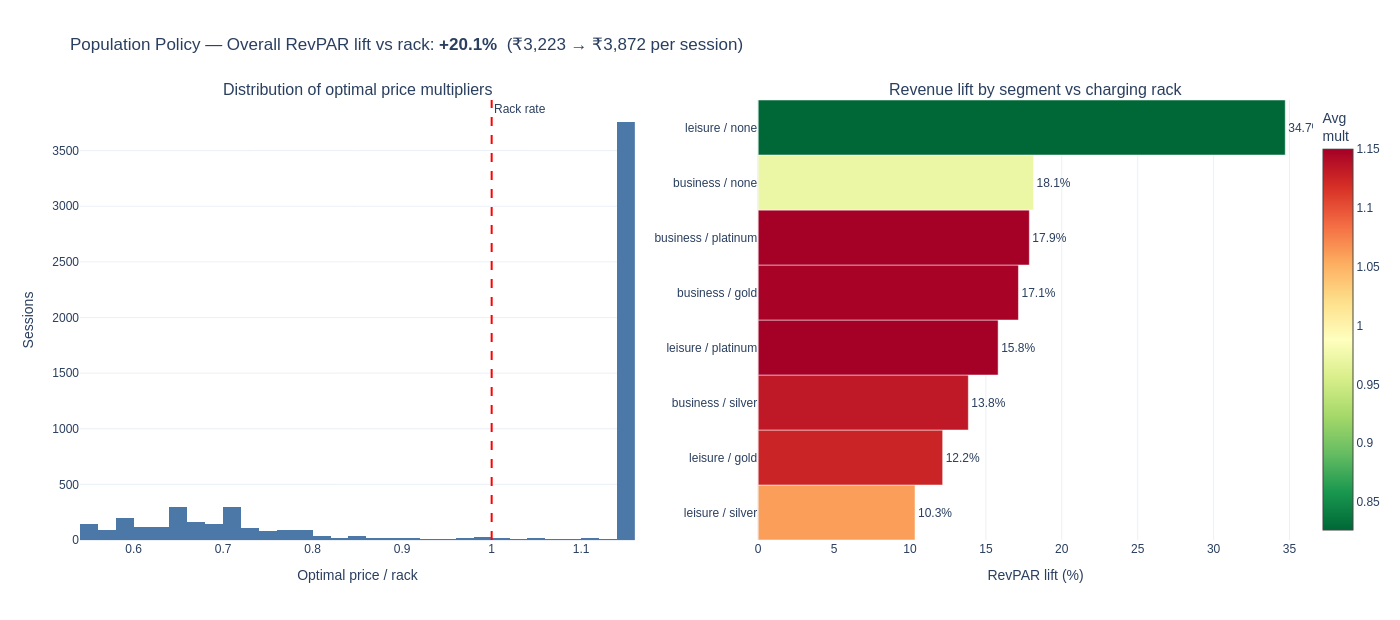 Population Policy — Overall RevPAR lift vs rack: +20.1% (₹3,223 → ₹3,872 per session)
Distribution of optimal price multipliers
Rack rate
Sessions
3500
3000
2500
2000
1500
1000
500
0
0.6 0.7 0.8 0.9 1 1.1
Optimal price / rack
Revenue lift by segment vs charging rack
leisure / none
business / none 18.1%
business / platinum 17.9%
business / gold 17.1%
leisure / platinum 15.8%
business / silver 13.8%
leisure / gold 12.2%
leisure / silver 10.3%
0 5 10 15 20 25 30 35
RevPAR lift (%)
Avg
mult
1.15
1.1
1.05
1
0.95
0.9
0.85